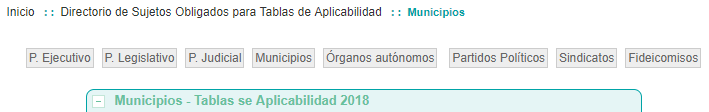 Inicio :: Directorio de Sujetos Obligados para Tablas de Aplicabilidad :: Municipios
P. Ejecutivo P. Legislativo P. Judicial Municipios Órganos autónomos Partidos Políticos Sindicatos Fideicomisos
Municipios - Tablas se Aplicabilidad 2018